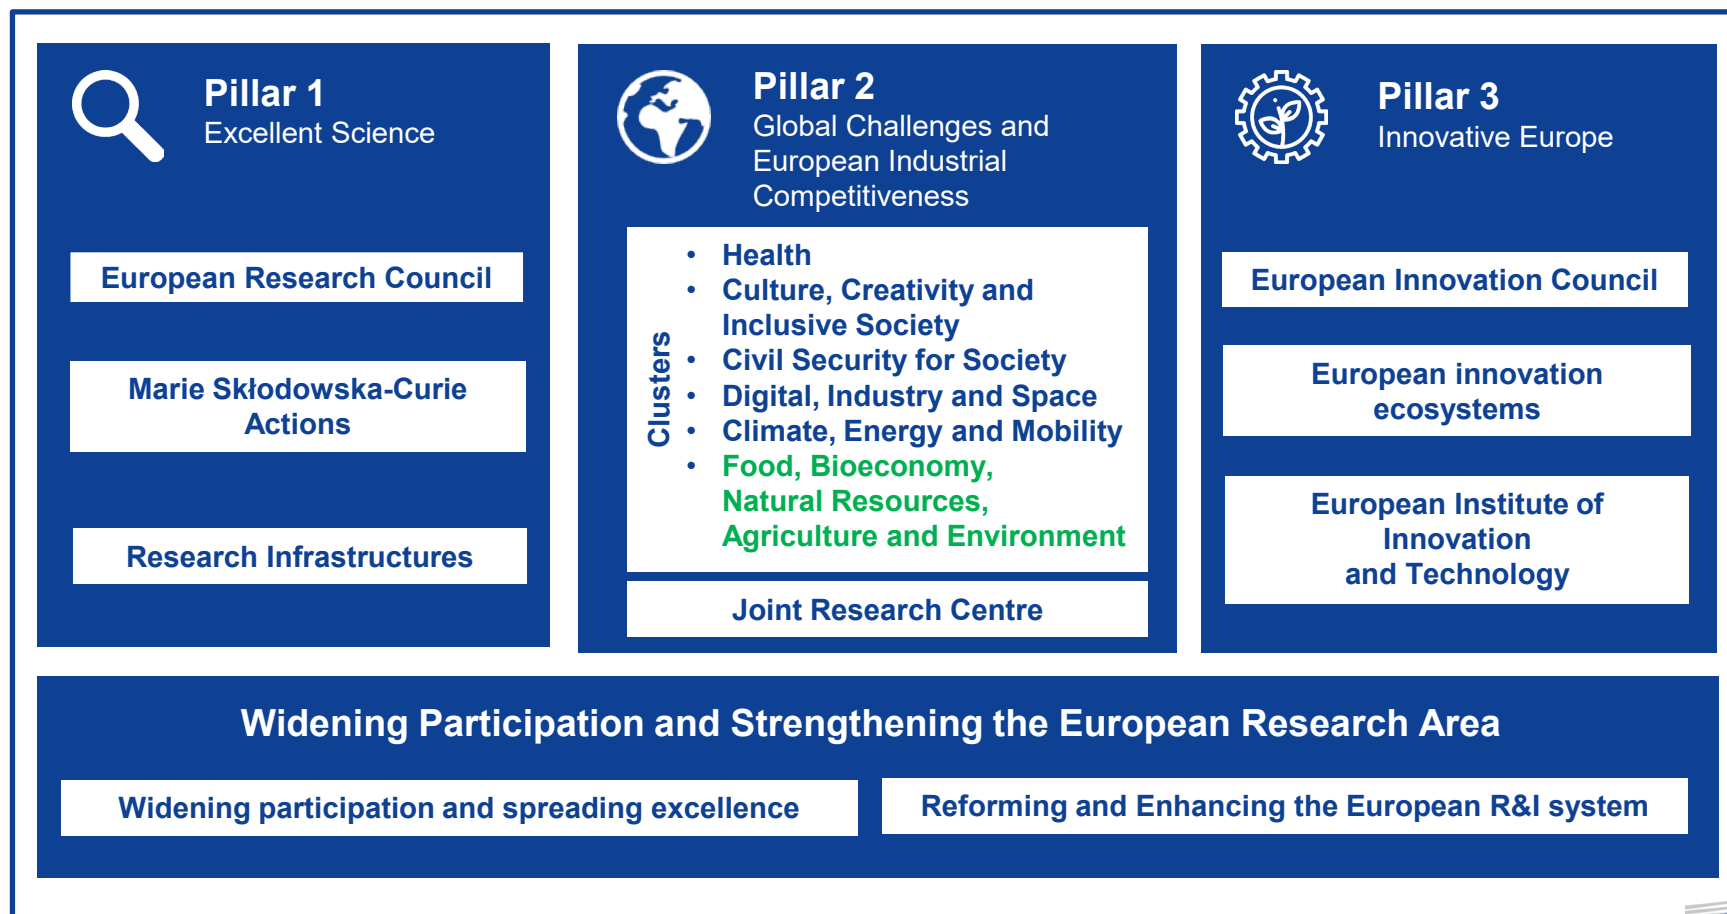 Pillar 1
Excellent Science
European Research Council
Marie Skłodowska-Curie
Actions
Research Infrastructures
Pillar 2
Global Challenges and
European Industrial
Competitiveness
Clusters
• Health
• Culture, Creativity and
Inclusive Society
• Civil Security for Society
• Digital, Industry and Space
• Climate, Energy and Mobility
• Food, Bioeconomy,
Natural Resources,
Agriculture and Environment
Joint Research Centre
Pillar 3
Innovative Europe
European Innovation Council
European innovation
ecosystems
European Institute of
Innovation
and Technology
Widening Participation and Strengthening the European Research Area
Widening participation and spreading excellence
Reforming and Enhancing the European R&I system